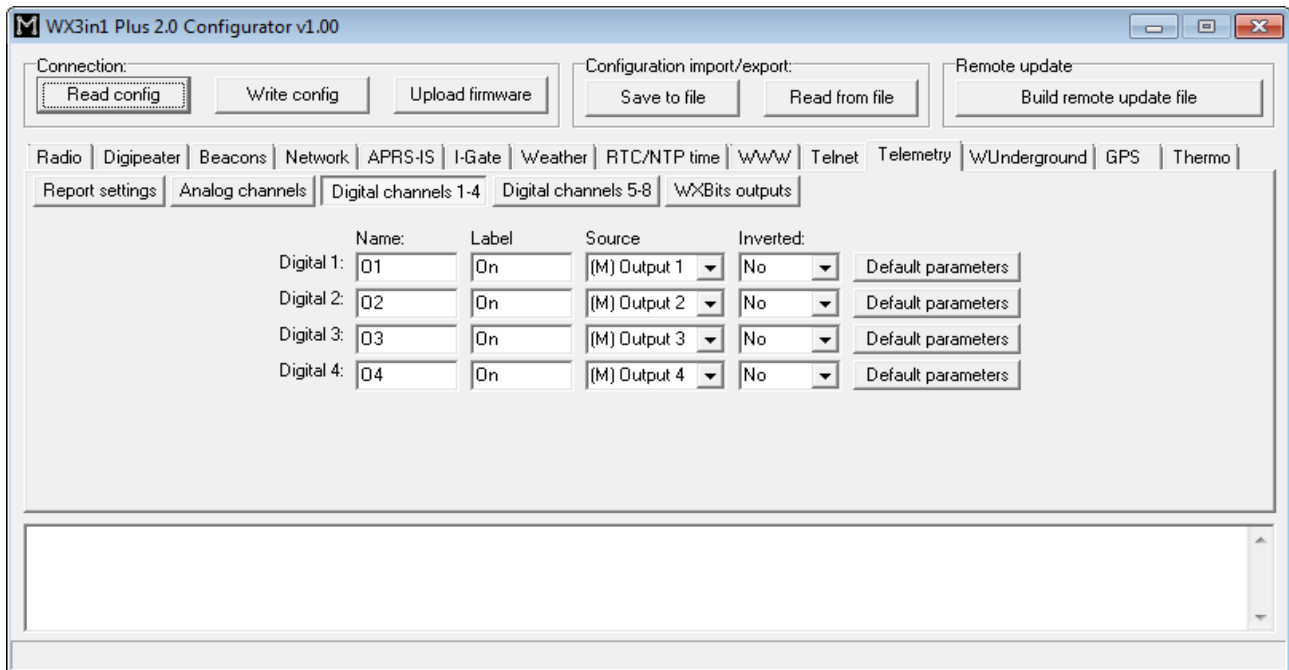 WX3in1 Plus 2.0 Configurator v1.00
Connection: Configuration import/export: Remote update
Read config Write config Upload firmware Save to file Read from file Build remote update file
Radio Digipeater Beacons Network APRS-IS I-Gate Weather RTC/NTP time WWW Telnet Telemetry WUnderground GPS Thermo
Report settings Analog channels Digital channels 1-4 Digital channels 5-8 WXBits outputs
Name: Label Source Inverted:
Digital 1: O1 On (M) Output 1 No Default parameters
Digital 2: O2 On (M) Output 2 No Default parameters
Digital 3: O3 On (M) Output 3 No Default parameters
Digital 4: O4 On (M) Output 4 No Default parameters